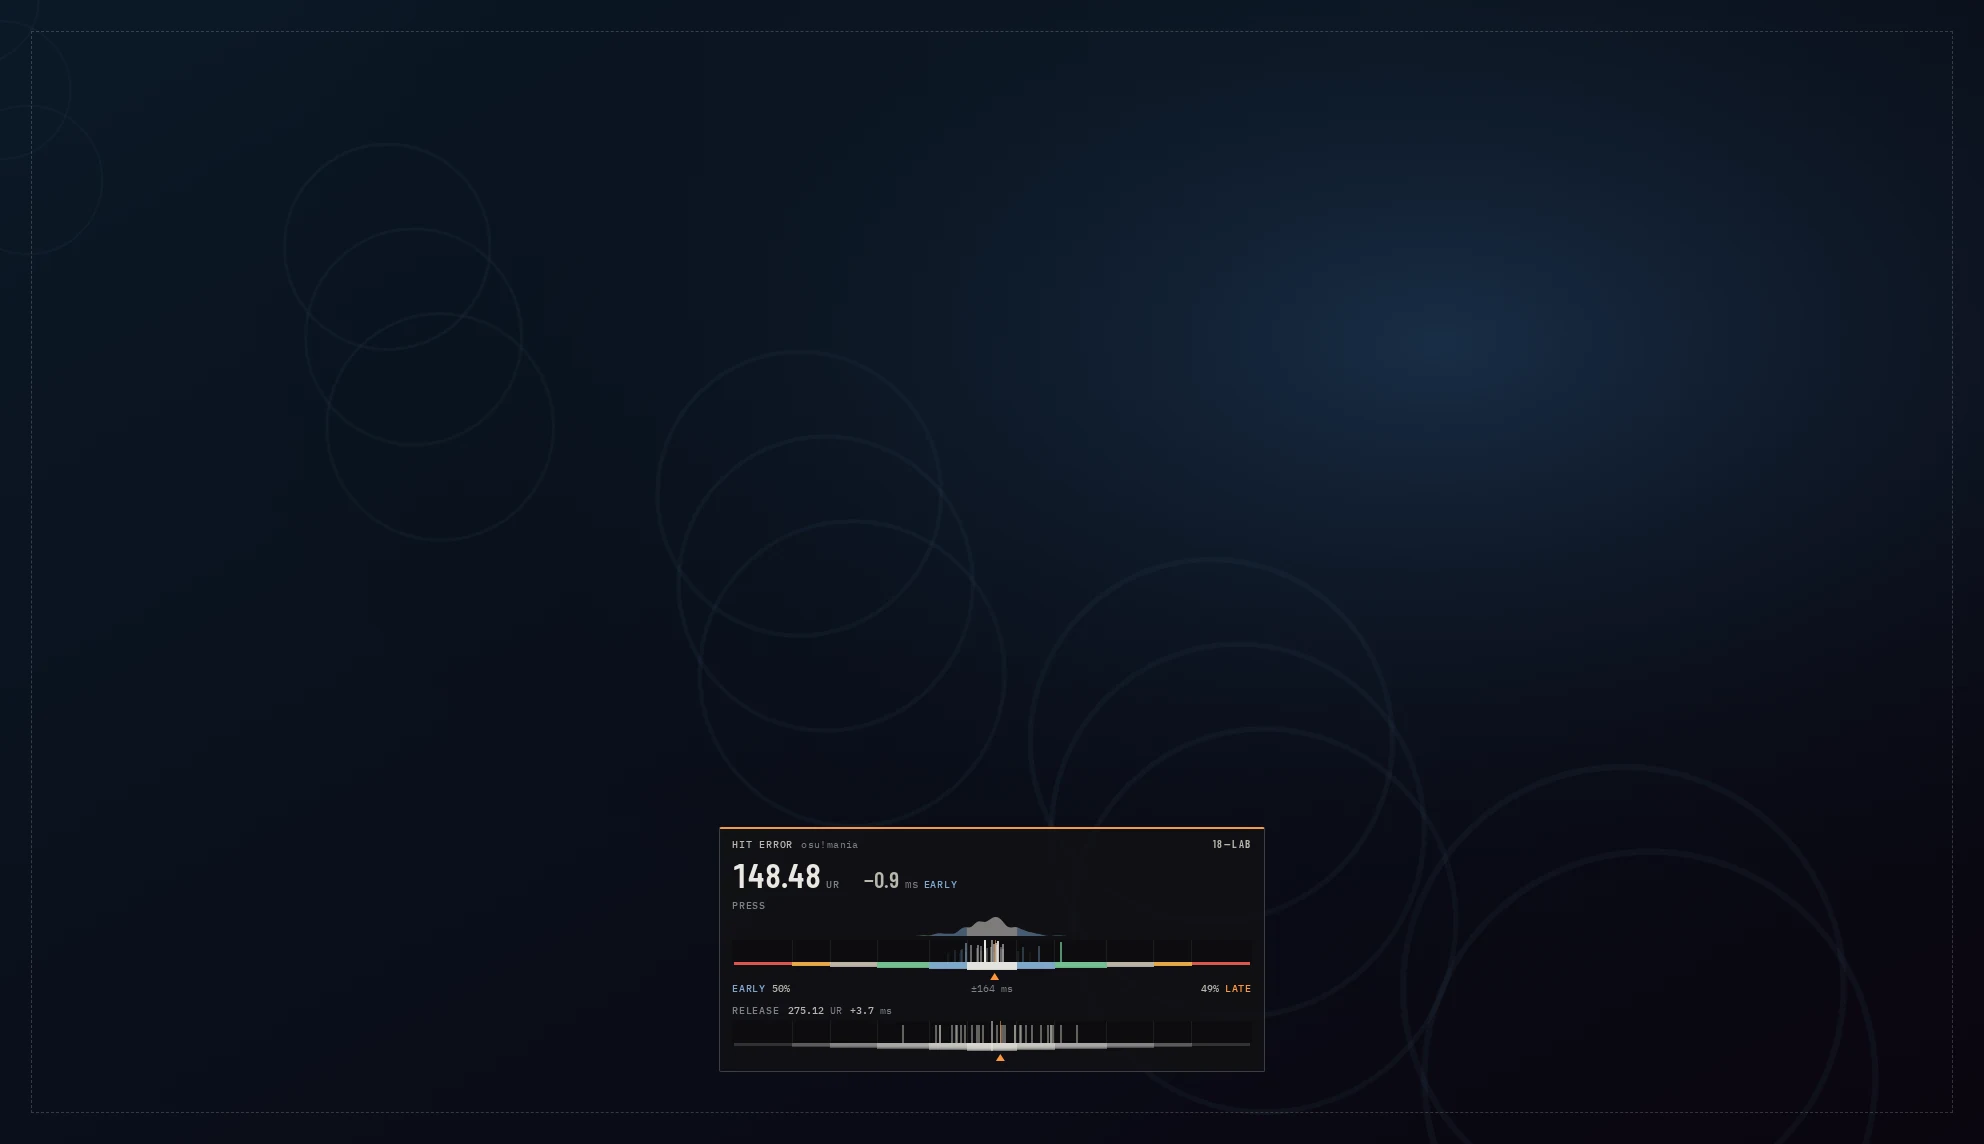 HIT ERROR osu!mania 18—LAB
148.48 UR −0.9 ms EARLY
PRESS
EARLY 50% ±164 ms 49% LATE
RELEASE 275.12 UR +3.7 ms